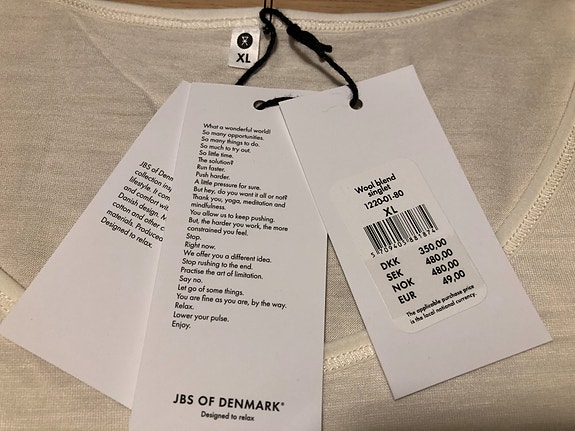 XL
JBS OF DENM
collection ins
lifestyle. It com
and comfort wit
Danish design. M
cotton and other c
materials. Produced
Designed to relax.
What a wonderful world!
So many opportunities.
So many things to do.
So much to try out.
So little time.
The solution?
Run faster.
Push harder.
A little pressure for sure.
But hey, do you want it all or not?
Thank you, yoga, meditation and
mindfulness.
You allow us to keep pushing.
But, the harder you work, the more
constrained you feel.
Stop.
Right now.
We offer you a different idea.
Stop rushing to the end.
Practise the art of limitation.
Say no.
Let go of some things.
You are fine as you are, by the way.
Relax.
Lower your pulse.
Enjoy.
JBS OF DENMARK®
Designed to relax
Wool blend
singlet
1220-01-80
XL
DKK 350,00
SEK 480,00
NOK 480,00
EUR 49,00
The applicable purchase price
is the local national currency.